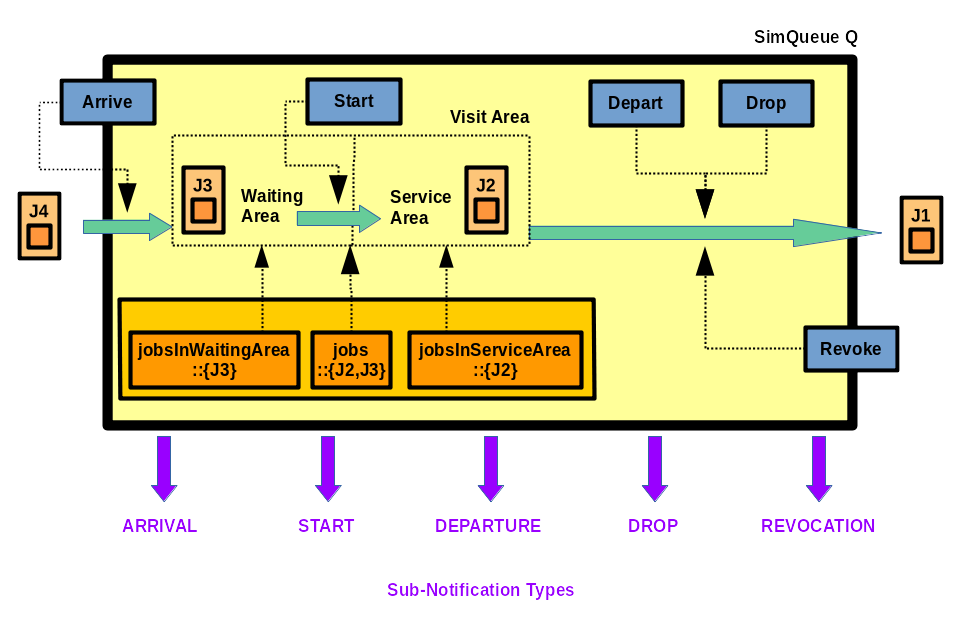 SimQueue Q
Arrive
Start
Depart
Drop
Visit Area
J4
J3
Waiting
Area
Service
Area
J2
J1
jobsInWaitingArea
::{J3}
jobs
::{J2,J3}
jobsInServiceArea
::{J2}
Revoke
ARRIVAL
START
DEPARTURE
DROP
REVOCATION
Sub-Notification Types